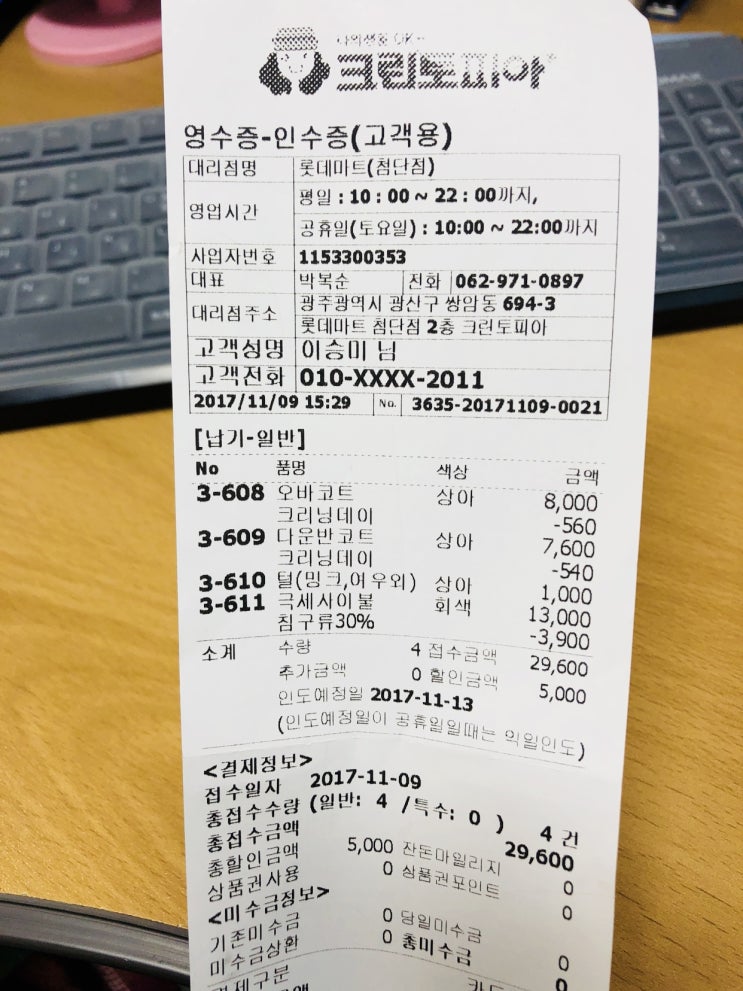 나의생활 OK~
크린토피아
영수증-인수증(고객용)
대리점명 롯데마트(첨단점)
영업시간 평일 : 10 : 00 ~ 22 : 00까지,
공휴일(토요일) : 10:00 ~ 22:00까지
사업자번호 1153300353
대표 박복순 전화 062-971-0897
대리점주소 광주광역시 광산구 쌍암동 694-3
롯데마트 첨단점 2층 크린토피아
고객성명 이승미 님
고객전화 010-XXXX-2011
2017/11/09 15:29 No. 3635-20171109-0021
[납기-일반]
No 품명 색상 금액
3-608 오바코트 상아 8,000
크리닝데이 -560
3-609 다운반코트 상아 7,600
크리닝데이 -540
3-610 털(밍크,여우외) 상아 1,000
3-611 극세사이불 회색 13,000
침구류30% -3,900
소계 수량 4 접수금액 29,600
추가금액 0 할인금액 5,000
인도예정일 2017-11-13
(인도예정일이 공휴일일때는 익일인도)
<결제정보>
접수일자 2017-11-09
총접수수량 (일반: 4 /특수: 0 ) 4 건
총접수금액 29,600
총할인금액 5,000 잔돈마일리지 0
상품권사용 0 상품권포인트 0
<미수금정보>
기존미수금 0 당일미수금 0
미수금상환 0 총미수금 0